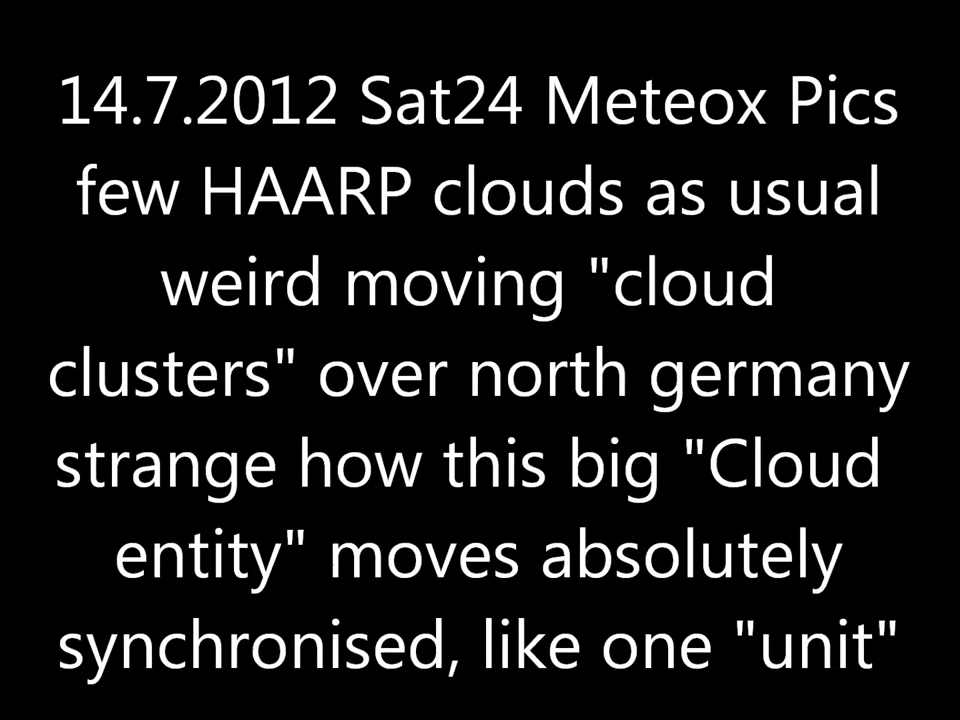 14.7.2012 Sat24 Meteox Pics
few HAARP clouds as usual
weird moving "cloud
clusters" over north germany
strange how this big "Cloud
entity" moves absolutely
synchronised, like one "unit"